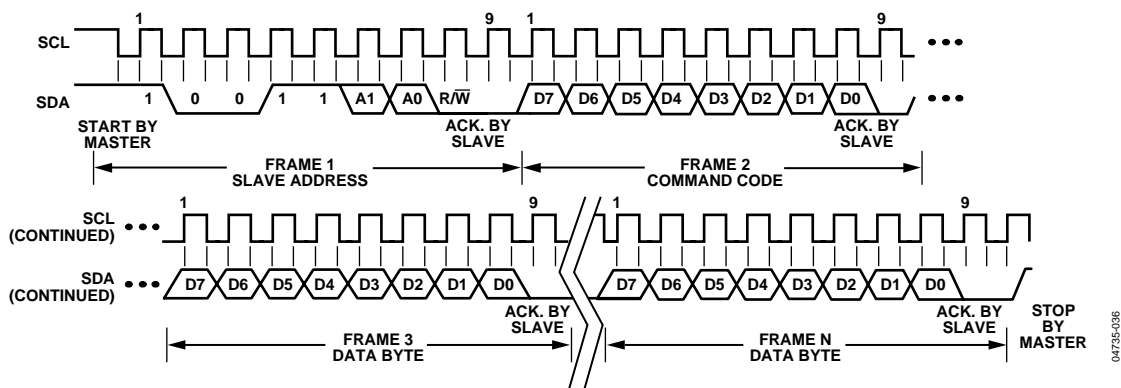 1 9 1 9
SCL
SDA
1 0 0 1 1 A1 A0 R/W̅ D7 D6 D5 D4 D3 D2 D1 D0
START BY
MASTER
ACK. BY
SLAVE
ACK. BY
SLAVE
FRAME 1
SLAVE ADDRESS
FRAME 2
COMMAND CODE
1 9 1 9
SCL
(CONTINUED)
SDA
(CONTINUED)
D7 D6 D5 D4 D3 D2 D1 D0 D7 D6 D5 D4 D3 D2 D1 D0
ACK. BY
SLAVE
ACK. BY
SLAVE
STOP
BY
MASTER
FRAME 3
DATA BYTE
FRAME N
DATA BYTE
04735-036